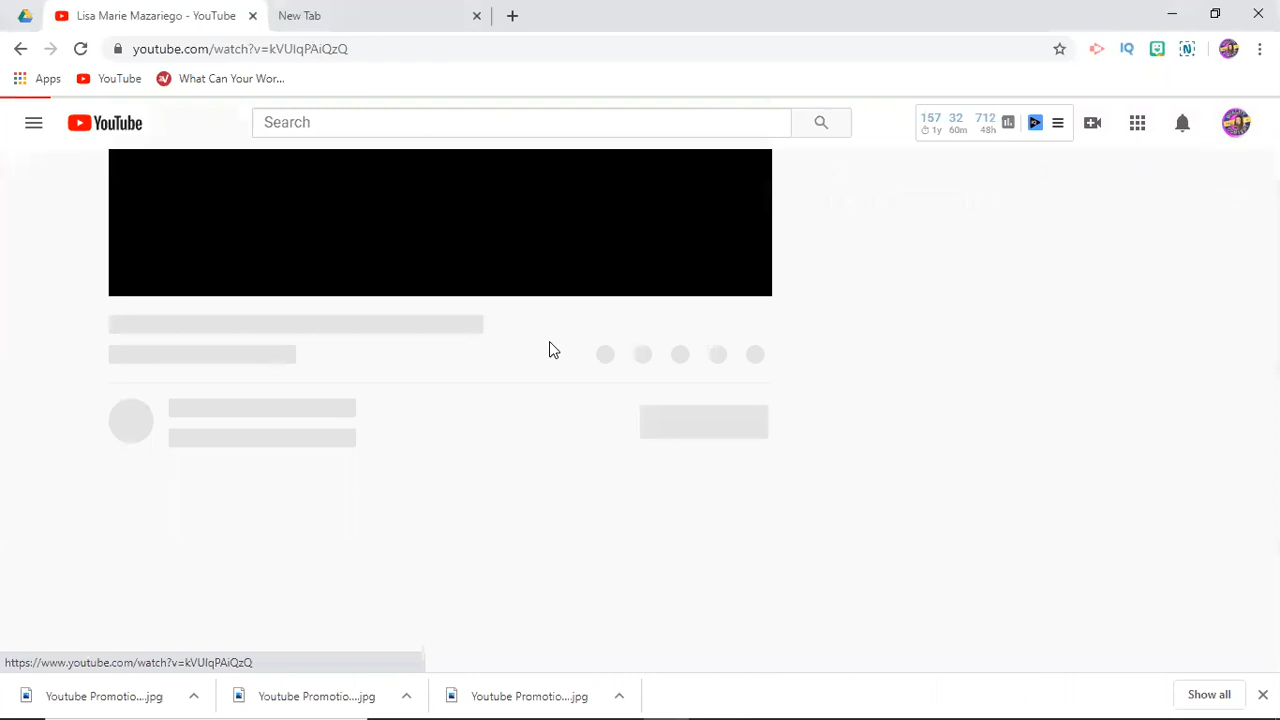 Lisa Marie Mazariego - YouTube
New Tab
youtube.com/watch?v=kVUIqPAiQzQ
IQ
N
Apps
YouTube
What Can Your Wor...
YouTube
Search
157 32 712
1y 60m 48h
https://www.youtube.com/watch?v=kVUIqPAiQzQ
Youtube Promotio....jpg
Youtube Promotio....jpg
Youtube Promotio....jpg
Show all